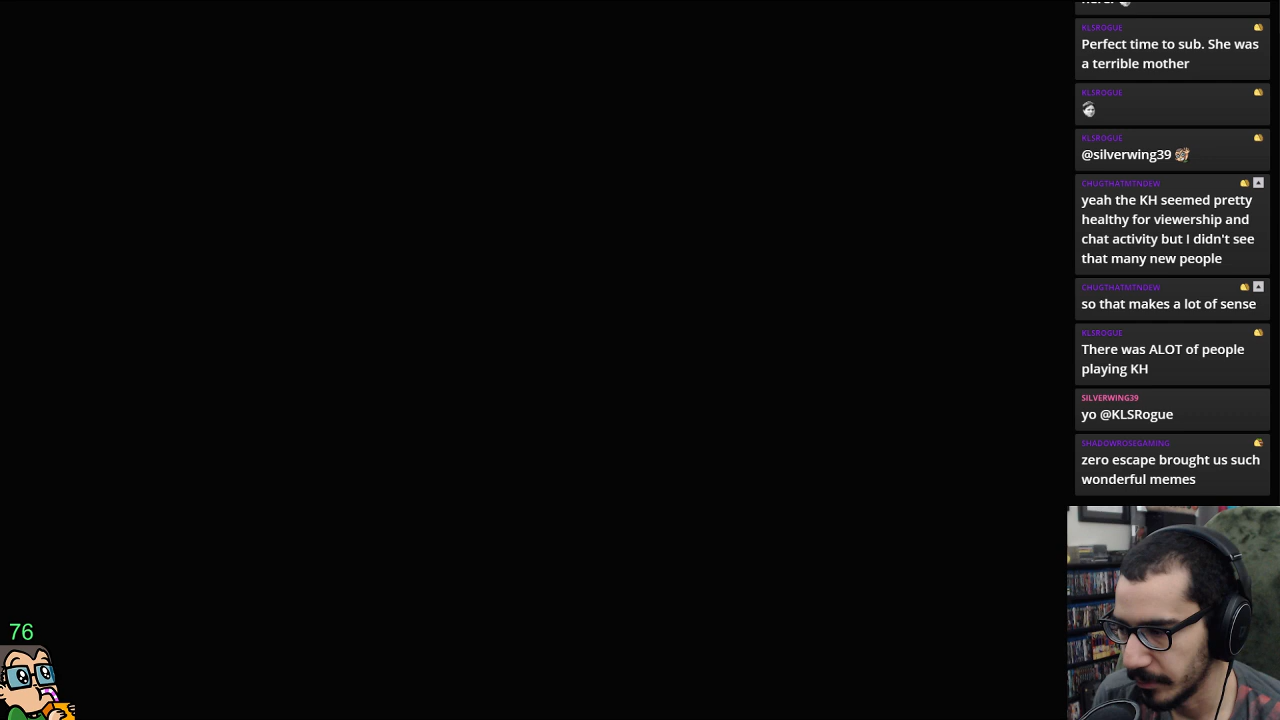 KLSROGUE
Perfect time to sub. She was
a terrible mother
KLSROGUE
KLSROGUE
@silverwing39
CHUGTHATMTNDEW
yeah the KH seemed pretty
healthy for viewership and
chat activity but I didn't see
that many new people
CHUGTHATMTNDEW
so that makes a lot of sense
KLSROGUE
There was ALOT of people
playing KH
SILVERWING39
yo @KLSRogue
SHADOWROSEGAMING
zero escape brought us such
wonderful memes
76